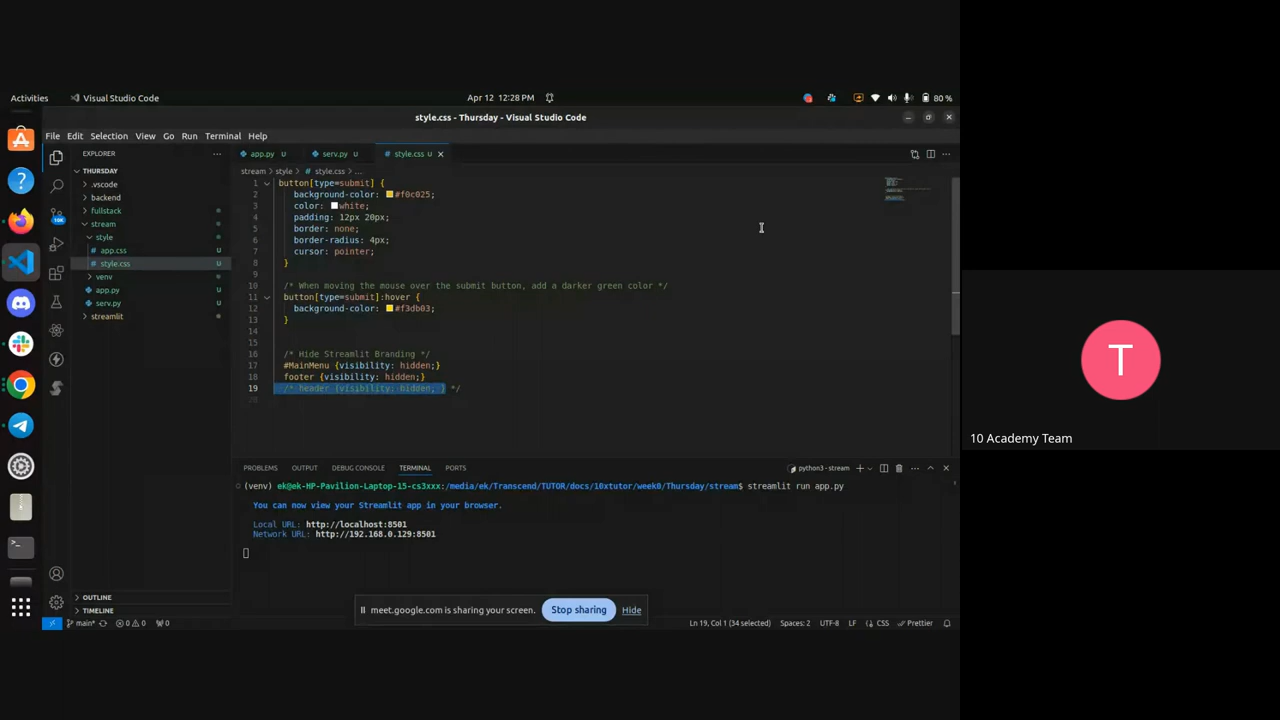 Activities
Visual Studio Code
Apr 12 12:28 PM
80 %
style.css - Thursday - Visual Studio Code
File Edit Selection View Go Run Terminal Help
EXPLORER
app.py U
serv.py U
style.css U
THURSDAY
stream > style > # style.css > ...
.vscode
backend
fullstack
stream
style
# app.css U
# style.css U
venv
app.py U
serv.py U
streamlit
1 button[type=submit] {
2 background-color: #f0c025;
3 color: white;
4 padding: 12px 20px;
5 border: none;
6 border-radius: 4px;
7 cursor: pointer;
8 }
9
10 /* When moving the mouse over the submit button, add a darker green color */
11 button[type=submit]:hover {
12 background-color: #f3db03;
13 }
14
15
16 /* Hide Streamlit Branding */
17 #MainMenu {visibility: hidden;}
18 footer {visibility: hidden;}
19 /* header {visibility: hidden; } */
20
PROBLEMS OUTPUT DEBUG CONSOLE TERMINAL PORTS
python3 - stream
(venv) ek@ek-HP-Pavilion-Laptop-15-cs3xxx:/media/ek/Transcend/TUTOR/docs/10xtutor/week0/Thursday/stream$ streamlit run app.py
You can now view your Streamlit app in your browser.
Local URL: http://localhost:8501
Network URL: http://192.168.0.129:8501
OUTLINE
TIMELINE
meet.google.com is sharing your screen.
Stop sharing
Hide
main*
0 0
0
Ln 19, Col 1 (34 selected)
Spaces: 2
UTF-8
LF
CSS
Prettier
T
10 Academy Team